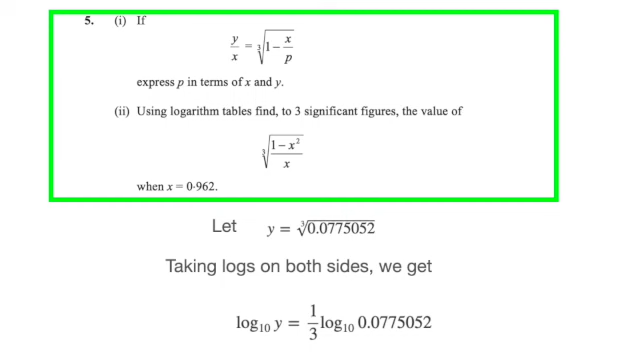 5. (i) If
y/x = ∛(1 − x/p)
express p in terms of x and y.
(ii) Using logarithm tables find, to 3 significant figures, the value of
∛((1 − x²)/x)
when x = 0·962.
Let y = ∛0.0775052
Taking logs on both sides, we get
log₁₀ y = 1/3 log₁₀ 0.0775052